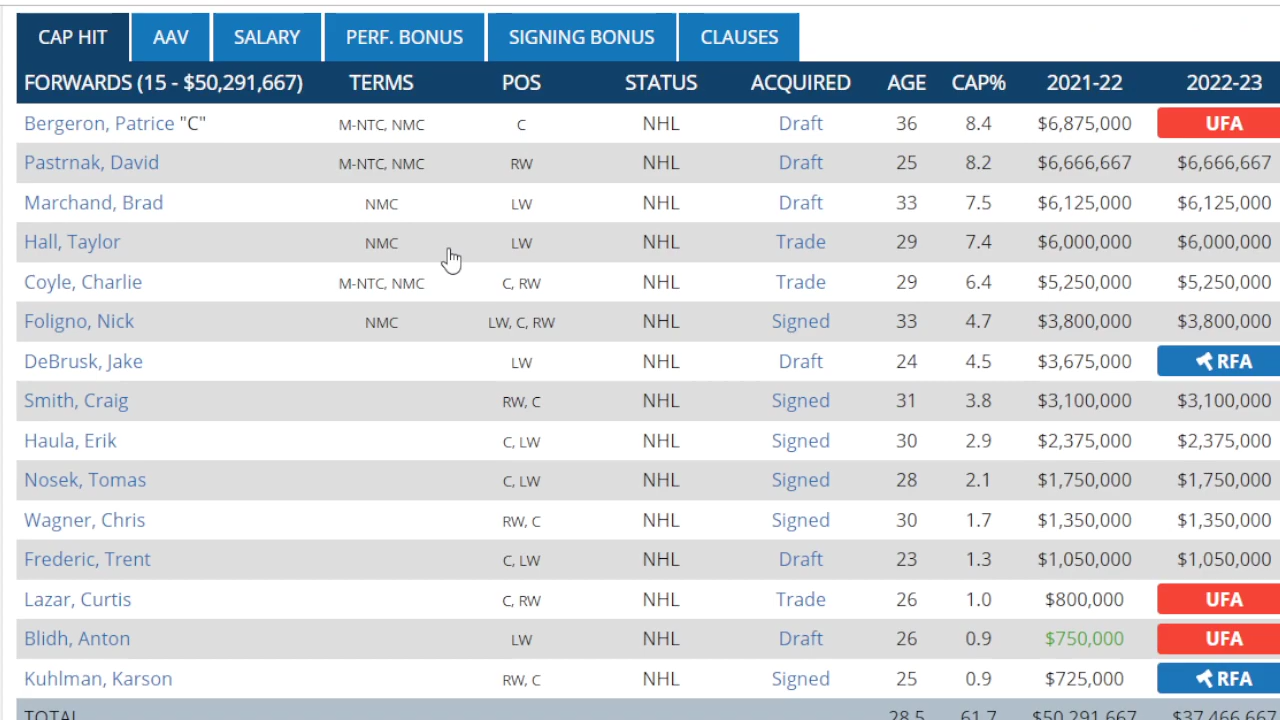 CAP HIT AAV SALARY PERF. BONUS SIGNING BONUS CLAUSES
FORWARDS (15 - $50,291,667) TERMS POS STATUS ACQUIRED AGE CAP% 2021-22 2022-23
Bergeron, Patrice "C" M-NTC, NMC C NHL Draft 36 8.4 $6,875,000 UFA
Pastrnak, David M-NTC, NMC RW NHL Draft 25 8.2 $6,666,667 $6,666,667
Marchand, Brad NMC LW NHL Draft 33 7.5 $6,125,000 $6,125,000
Hall, Taylor NMC LW NHL Trade 29 7.4 $6,000,000 $6,000,000
Coyle, Charlie M-NTC, NMC C, RW NHL Trade 29 6.4 $5,250,000 $5,250,000
Foligno, Nick NMC LW, C, RW NHL Signed 33 4.7 $3,800,000 $3,800,000
DeBrusk, Jake LW NHL Draft 24 4.5 $3,675,000 RFA
Smith, Craig RW, C NHL Signed 31 3.8 $3,100,000 $3,100,000
Haula, Erik C, LW NHL Signed 30 2.9 $2,375,000 $2,375,000
Nosek, Tomas C, LW NHL Signed 28 2.1 $1,750,000 $1,750,000
Wagner, Chris RW, C NHL Signed 30 1.7 $1,350,000 $1,350,000
Frederic, Trent C, LW NHL Draft 23 1.3 $1,050,000 $1,050,000
Lazar, Curtis C, RW NHL Trade 26 1.0 $800,000 UFA
Blidh, Anton LW NHL Draft 26 0.9 $750,000 UFA
Kuhlman, Karson RW, C NHL Signed 25 0.9 $725,000 RFA
TOTAL 28.5 61.7 $50,291,667 $37,466,667